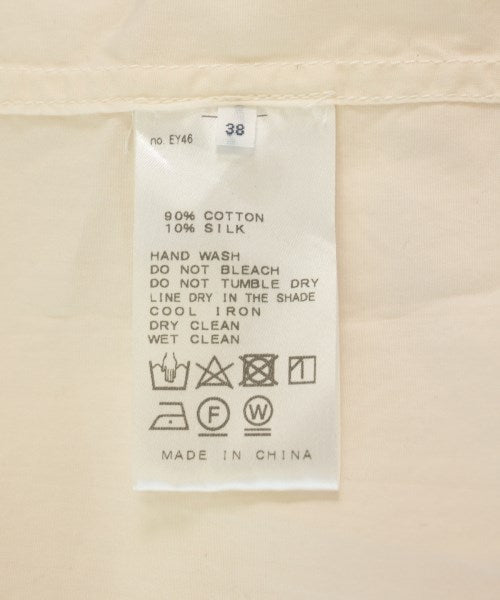 38
no. EY46
90% COTTON
10% SILK
HAND WASH
DO NOT BLEACH
DO NOT TUMBLE DRY
LINE DRY IN THE SHADE
COOL IRON
DRY CLEAN
WET CLEAN
F W
MADE IN CHINA